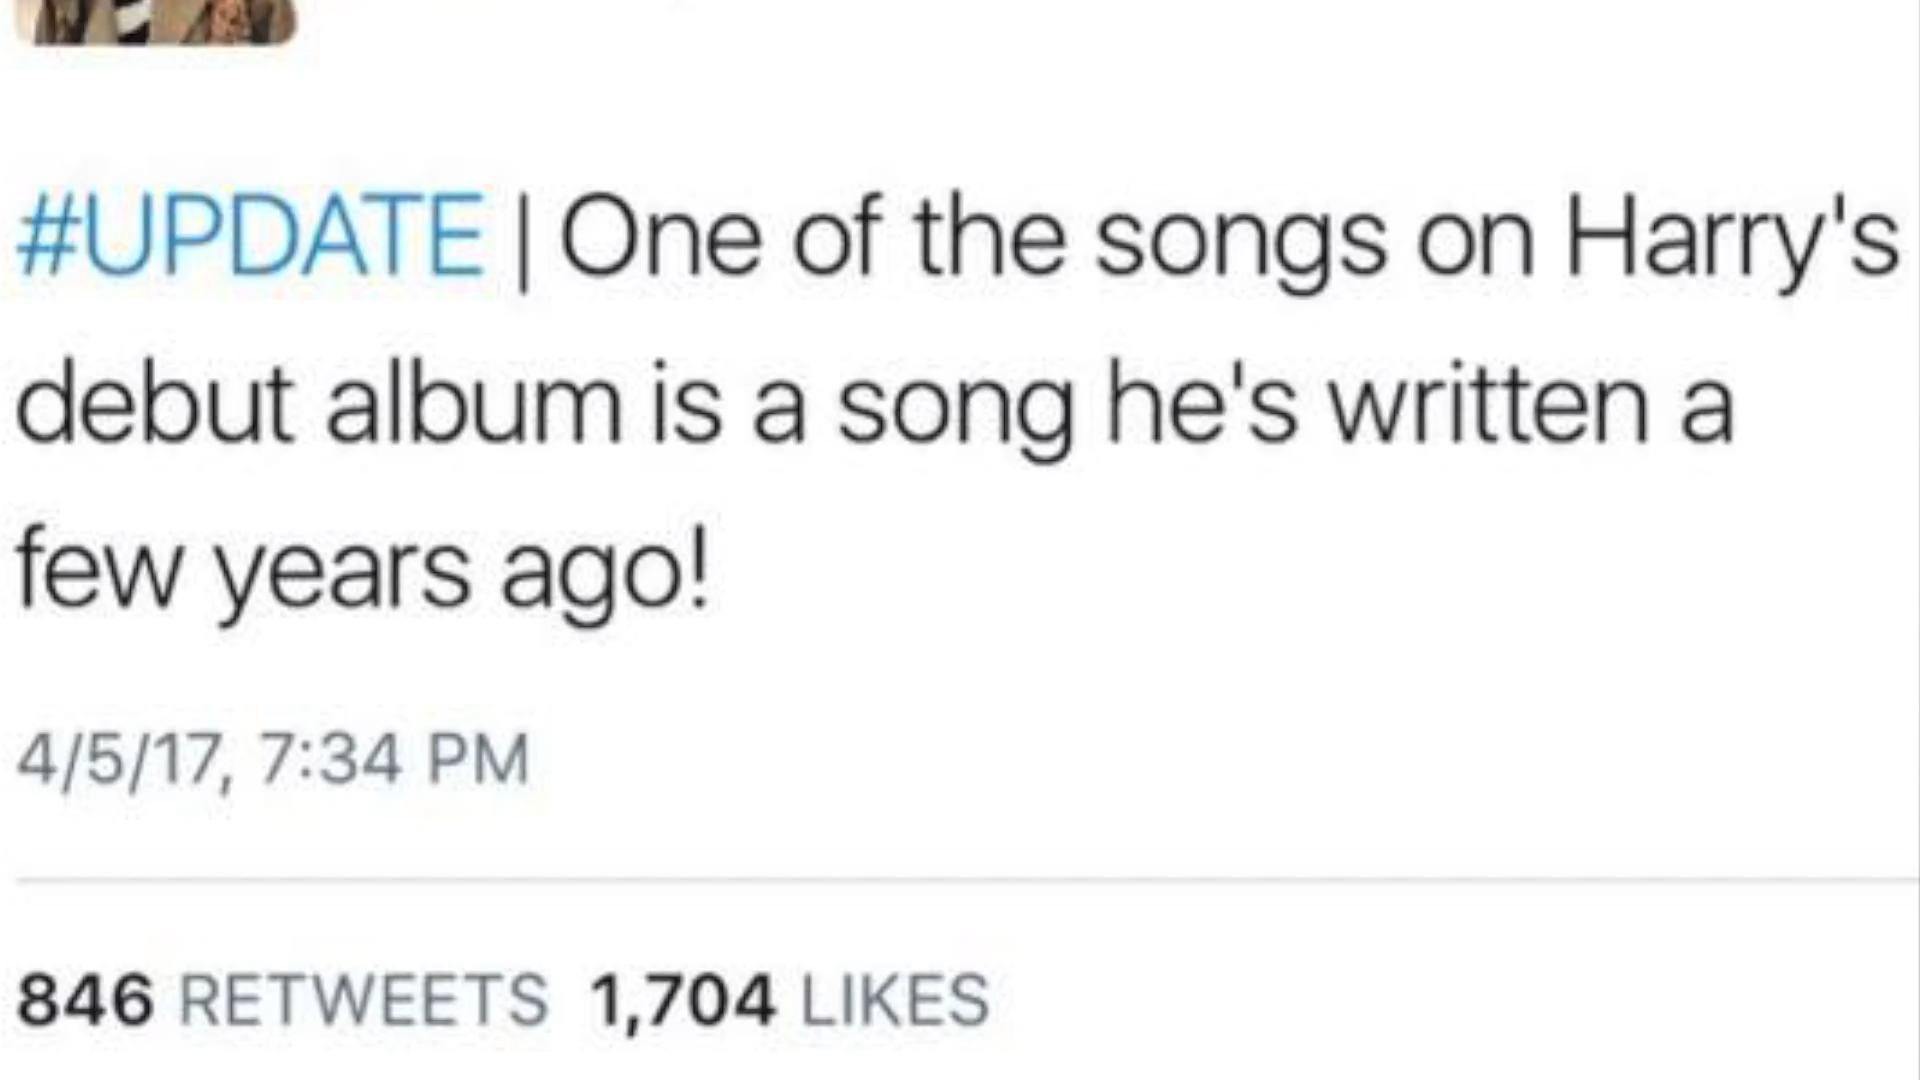 #UPDATE | One of the songs on Harry's
debut album is a song he's written a
few years ago!
4/5/17, 7:34 PM
846 RETWEETS 1,704 LIKES